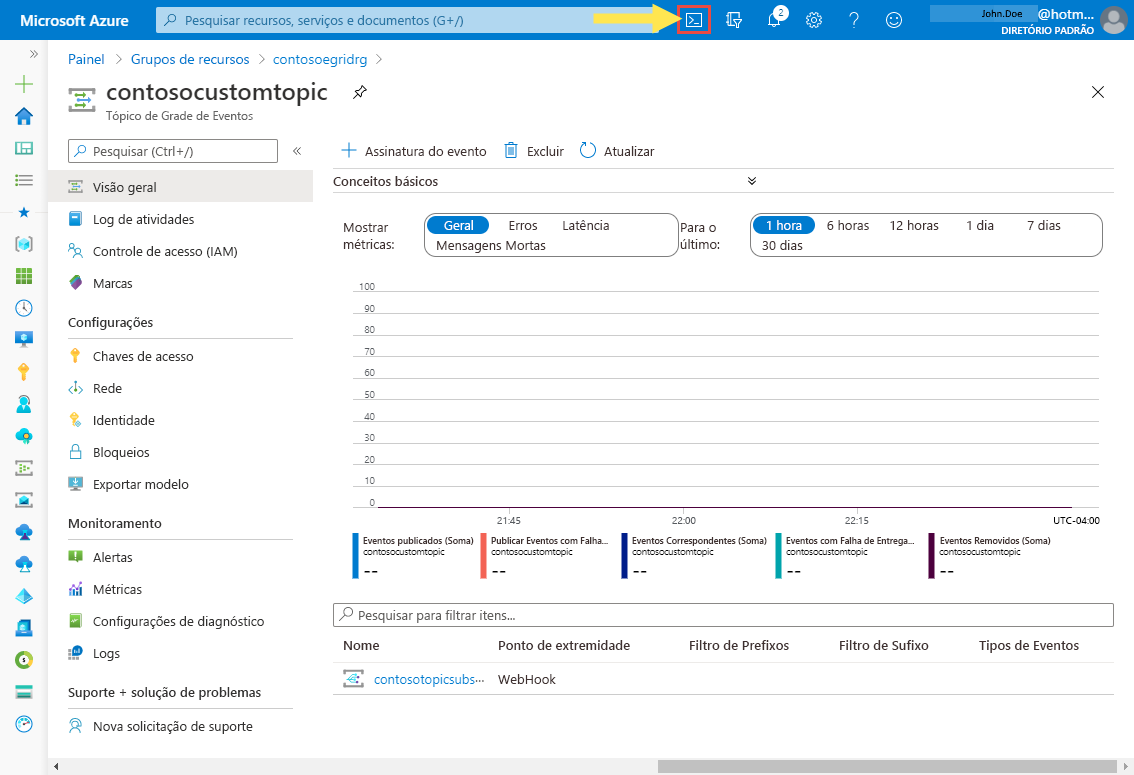 Microsoft Azure
Pesquisar recursos, serviços e documentos (G+/)
2
John.Doe @hotm...
DIRETÓRIO PADRÃO
Painel > Grupos de recursos > contosoegridrg >
contosocustomtopic
Tópico de Grade de Eventos
Pesquisar (Ctrl+/)
Visão geral
Log de atividades
Controle de acesso (IAM)
Marcas
Configurações
Chaves de acesso
Rede
Identidade
Bloqueios
Exportar modelo
Monitoramento
Alertas
Métricas
Configurações de diagnóstico
Logs
Suporte + solução de problemas
Nova solicitação de suporte
Assinatura do evento Excluir Atualizar
Conceitos básicos
Mostrar
métricas:
Geral Erros Latência
Mensagens Mortas
Para o
último:
1 hora 6 horas 12 horas 1 dia 7 dias
30 dias
100
90
80
70
60
50
40
30
20
10
0
21:45 22:00 22:15 UTC-04:00
Eventos publicados (Soma)
contosocustomtopic
--
Publicar Eventos com Falha...
contosocustomtopic
--
Eventos Correspondentes (Soma)
contosocustomtopic
--
Eventos com Falha de Entrega...
contosocustomtopic
--
Eventos Removidos (Soma)
contosocustomtopic
--
Pesquisar para filtrar itens...
Nome Ponto de extremidade Filtro de Prefixos Filtro de Sufixo Tipos de Eventos
contosotopicsubs... WebHook